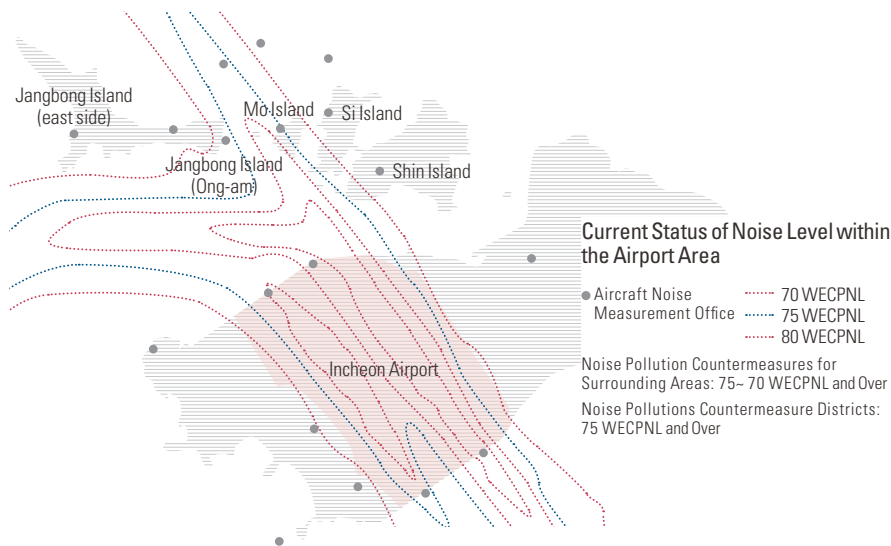 Jangbong Island
(east side)
Mo Island
Si Island
Jangbong Island
(Ong-am)
Shin Island
Incheon Airport
Current Status of Noise Level within
the Airport Area
Aircraft Noise
Measurement Office
70 WECPNL
75 WECPNL
80 WECPNL
Noise Pollution Countermeasures for
Surrounding Areas: 75~ 70 WECPNL and Over
Noise Pollutions Countermeasure Districts:
75 WECPNL and Over